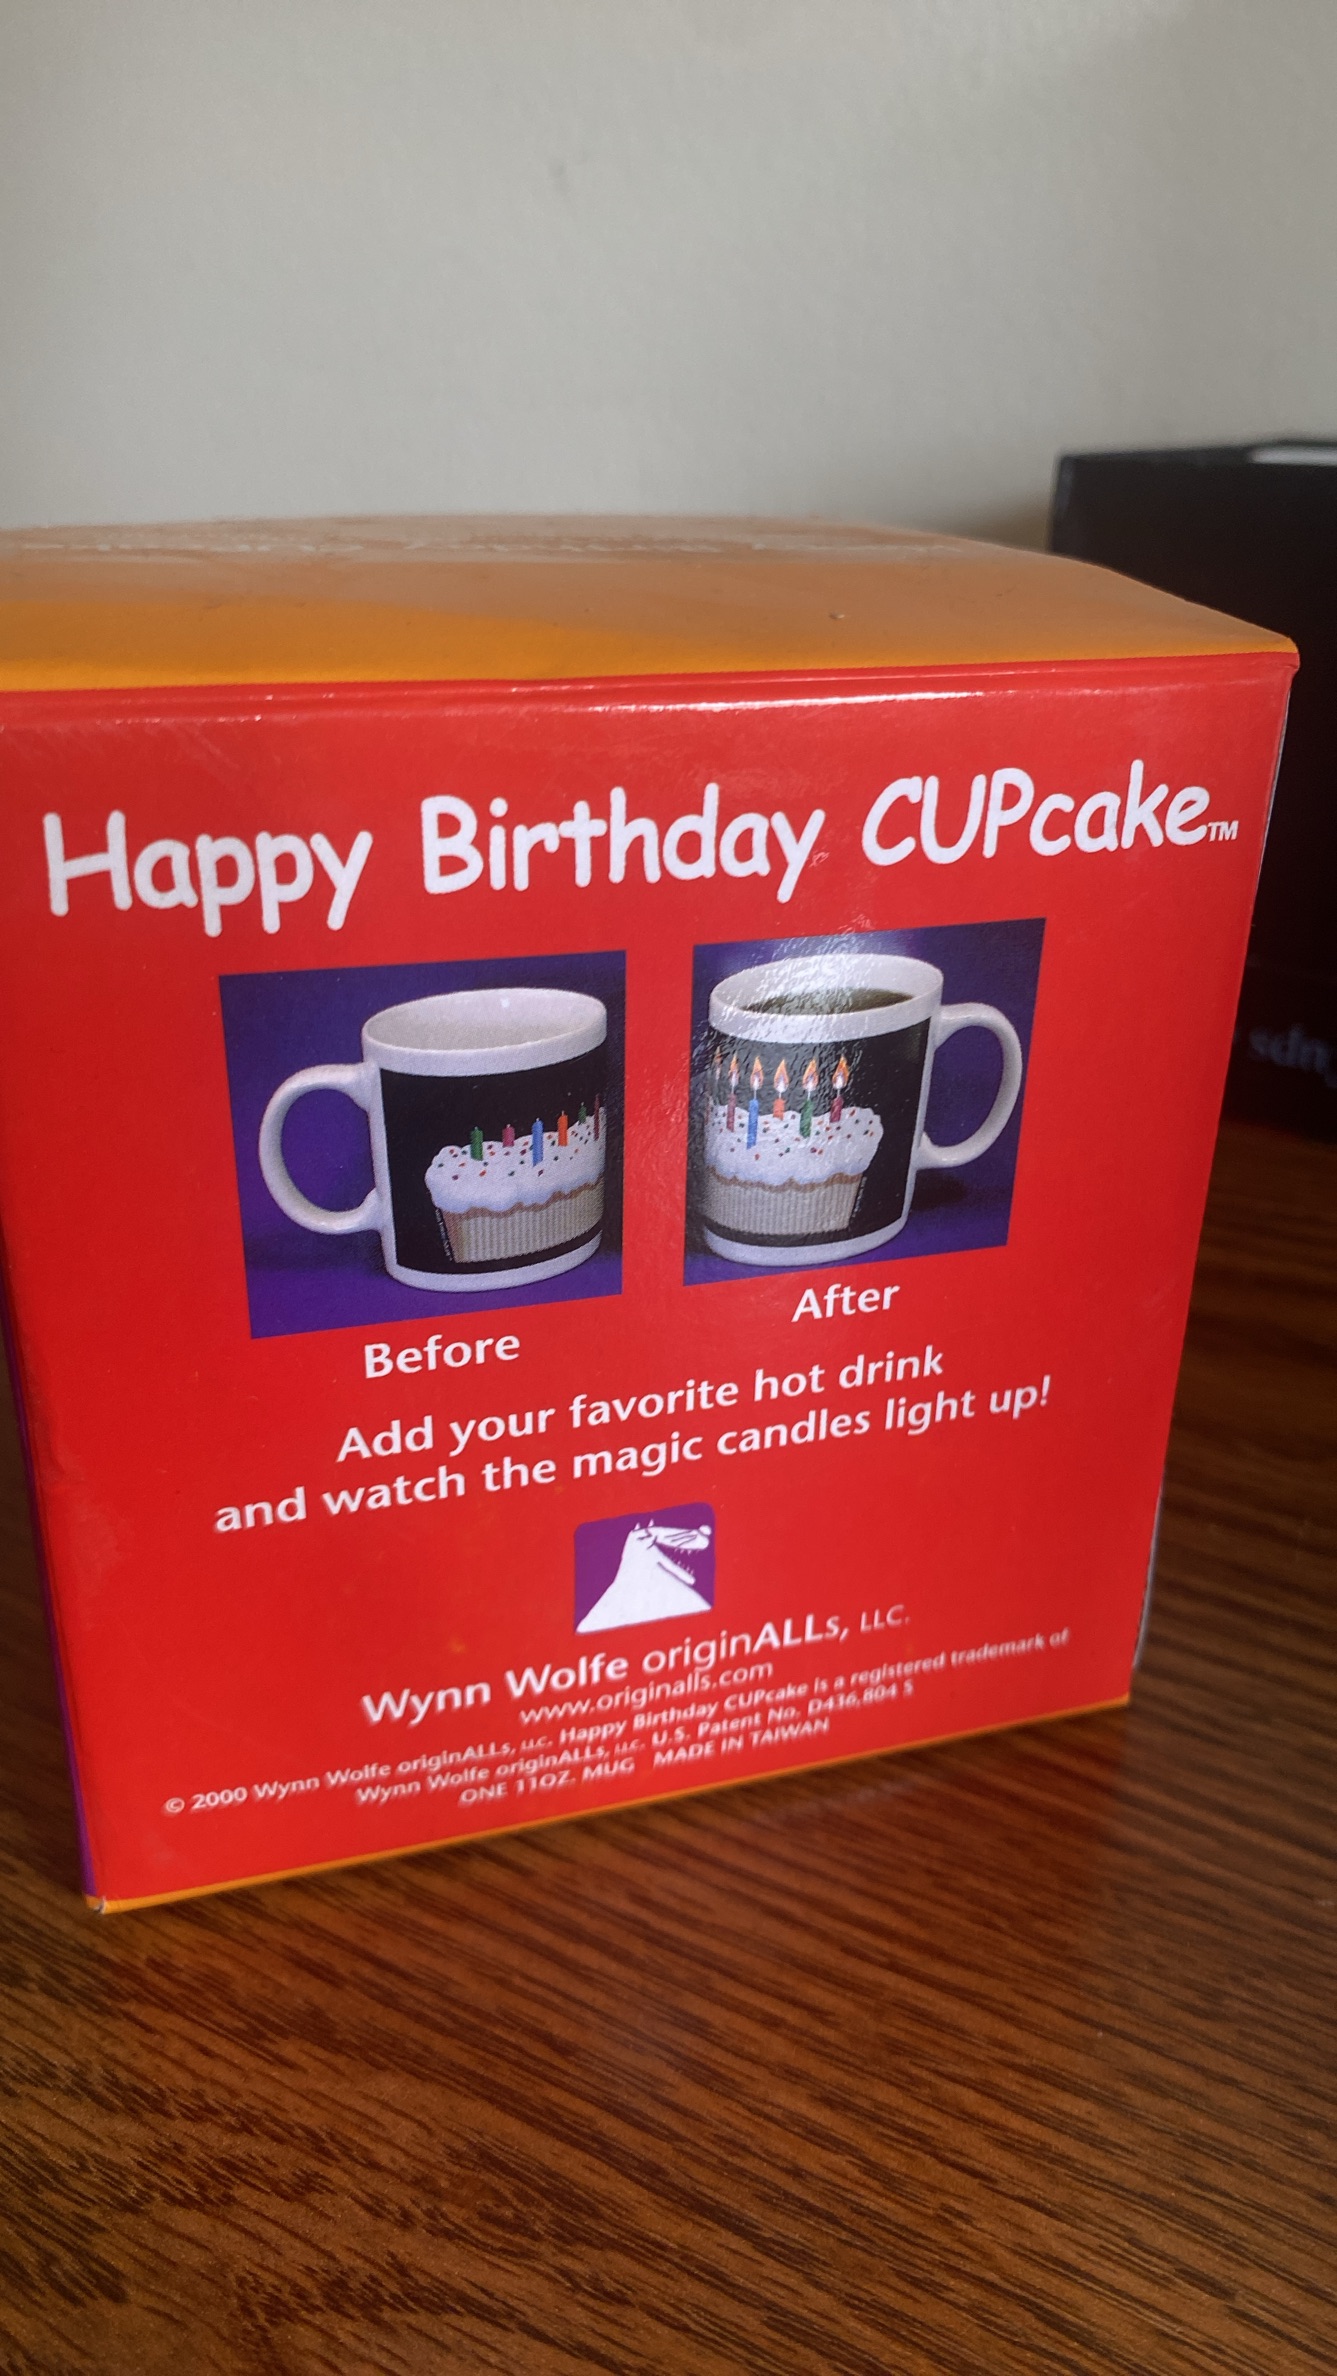 Happy Birthday CUPcake™
Before
After
Add your favorite hot drink
and watch the magic candles light up!
Wynn Wolfe originALLs, LLC.
www.originalls.com
© 2000 Wynn Wolfe originALLs, LLC. Happy Birthday CUPcake is a registered trademark of
Wynn Wolfe originALLs, LLC. U.S. Patent No. D436,804 S
ONE 11OZ. MUG MADE IN TAIWAN